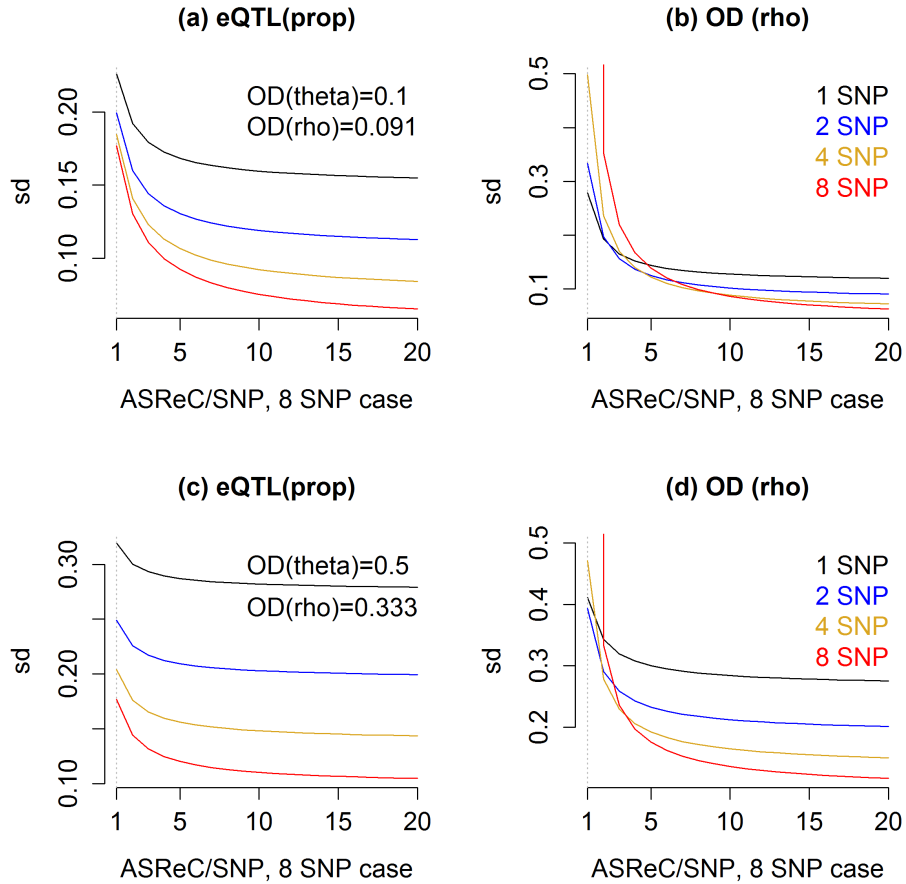 (a) eQTL(prop)
OD(theta)=0.1
OD(rho)=0.091
sd
0.20
0.15
0.10
1 5 10 15 20
ASReC/SNP, 8 SNP case
(b) OD (rho)
1 SNP
2 SNP
4 SNP
8 SNP
sd
0.5
0.3
0.1
1 5 10 15 20
ASReC/SNP, 8 SNP case
(c) eQTL(prop)
OD(theta)=0.5
OD(rho)=0.333
sd
0.30
0.20
0.10
1 5 10 15 20
ASReC/SNP, 8 SNP case
(d) OD (rho)
1 SNP
2 SNP
4 SNP
8 SNP
sd
0.5
0.4
0.3
0.2
1 5 10 15 20
ASReC/SNP, 8 SNP case